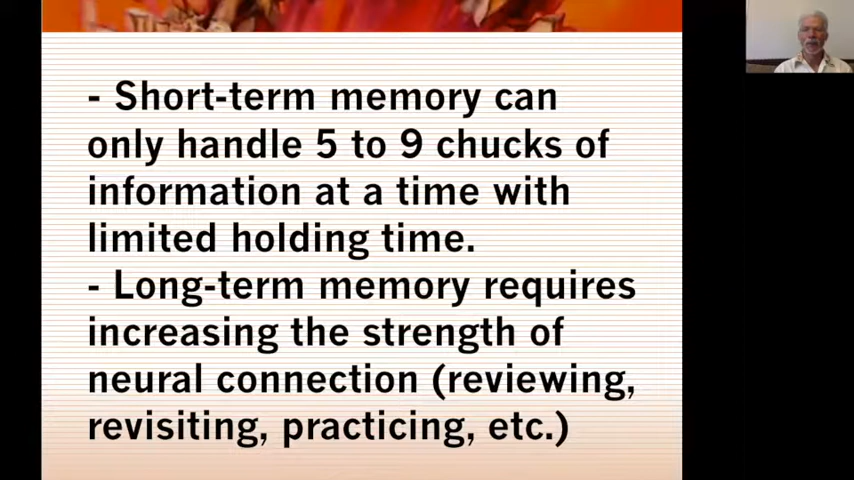 - Short-term memory can
only handle 5 to 9 chucks of
information at a time with
limited holding time.
- Long-term memory requires
increasing the strength of
neural connection (reviewing,
revisiting, practicing, etc.)